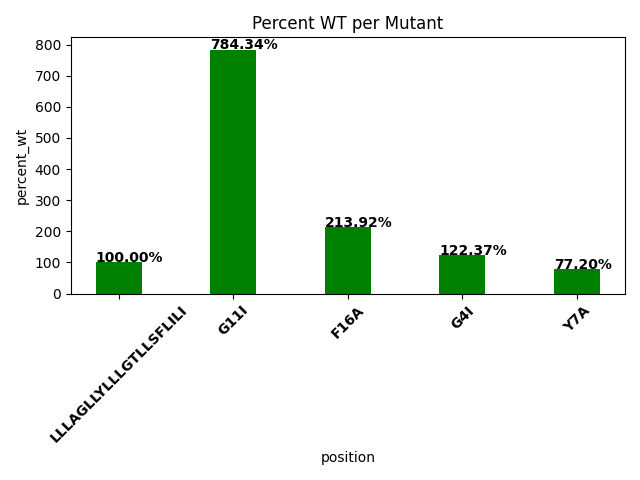 Percent WT per Mutant
percent_wt
800
700
600
500
400
300
200
100
0
100.00%
784.34%
213.92%
122.37%
77.20%
LLLAGLLYLLLGTLLSFLILI
G11I
F16A
G4I
Y7A
position